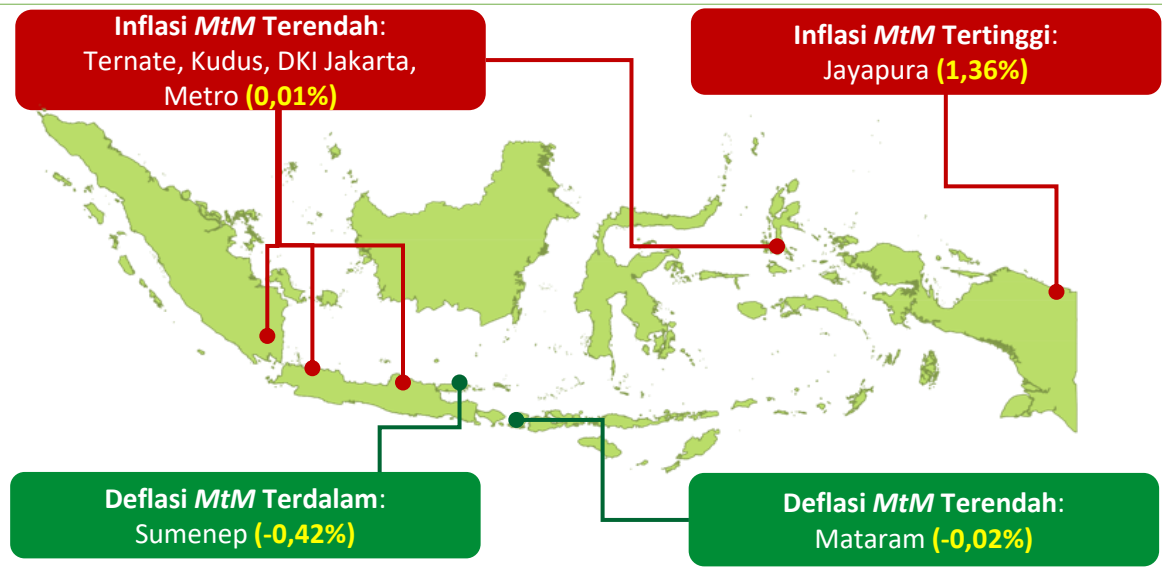 Inflasi MtM Terendah:
Ternate, Kudus, DKI Jakarta,
Metro (0,01%)
Inflasi MtM Tertinggi:
Jayapura (1,36%)
Deflasi MtM Terdalam:
Sumenep (-0,42%)
Deflasi MtM Terendah:
Mataram (-0,02%)